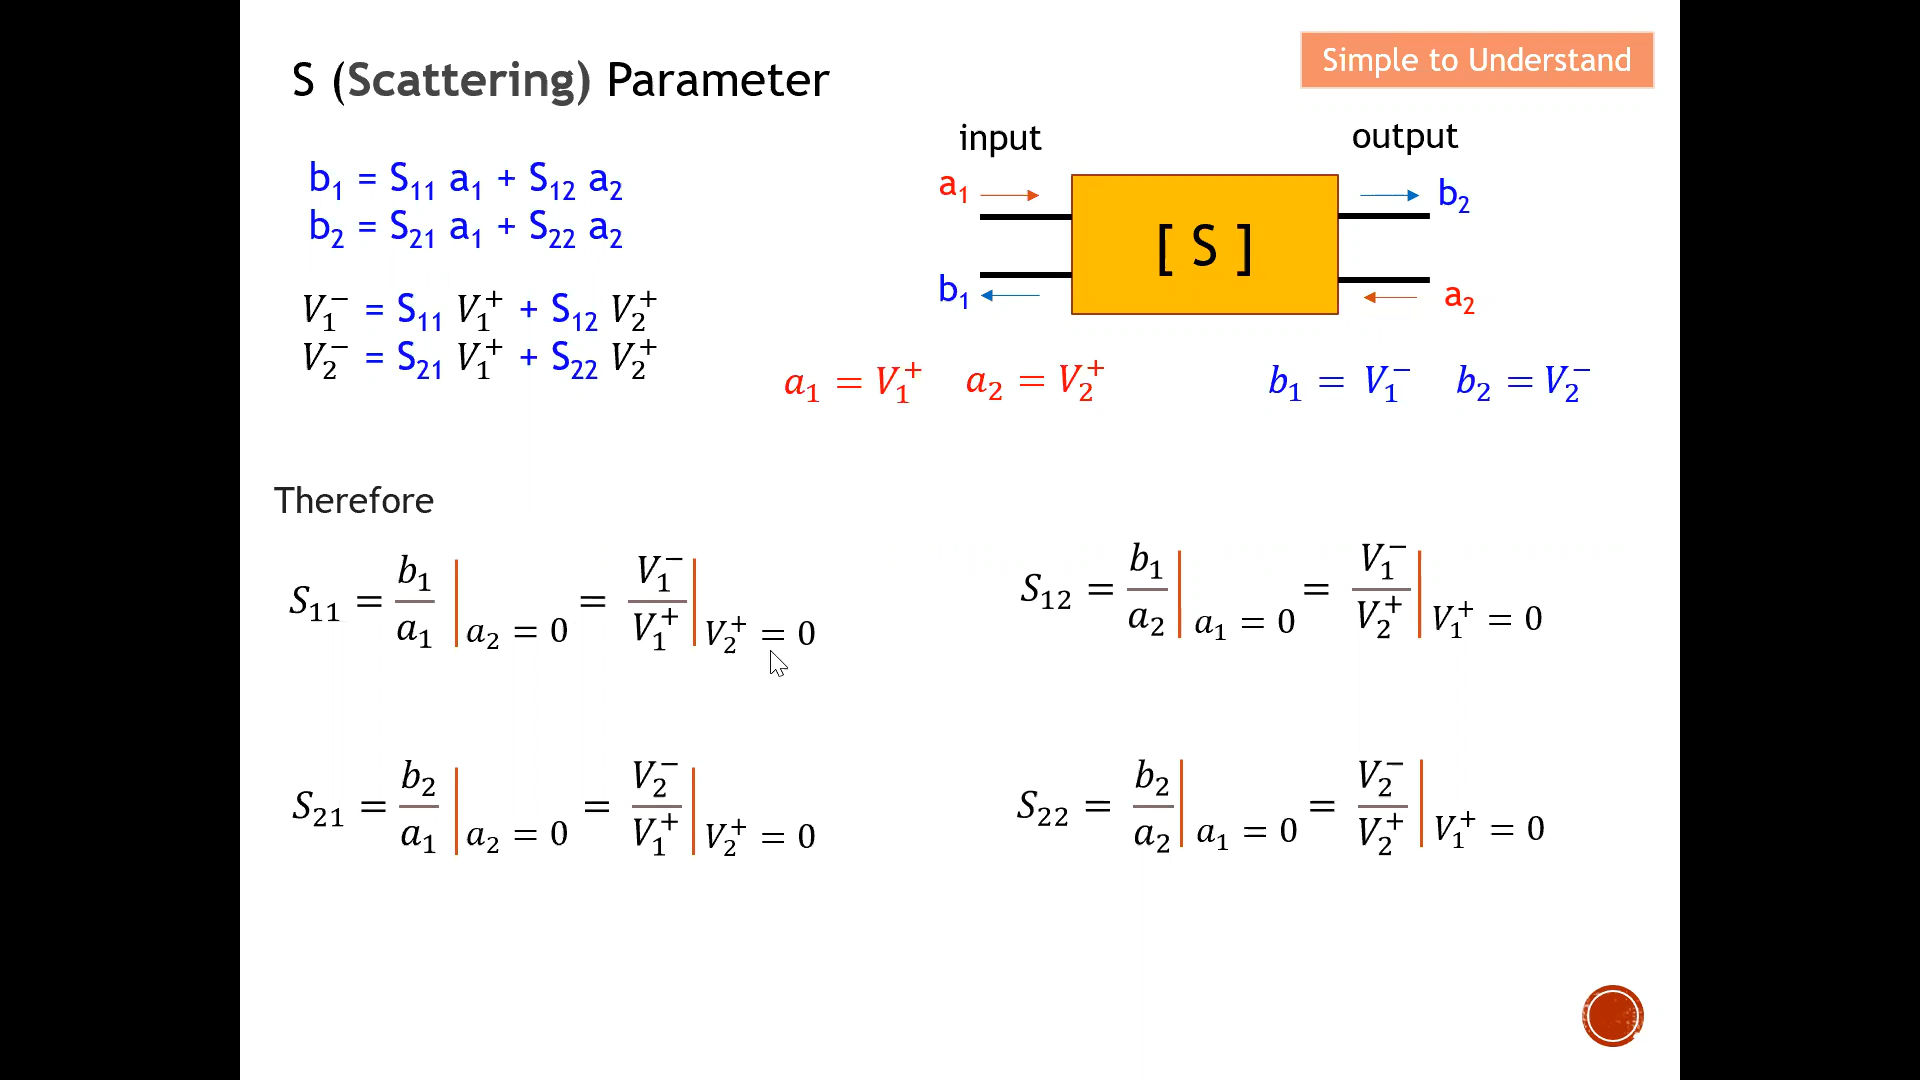 S (Scattering) Parameter
Simple to Understand
b₁ = S₁₁ a₁ + S₁₂ a₂
b₂ = S₂₁ a₁ + S₂₂ a₂
V₁⁻ = S₁₁ V₁⁺ + S₁₂ V₂⁺
V₂⁻ = S₂₁ V₁⁺ + S₂₂ V₂⁺
input output
a₁ b₂
[ S ]
b₁ a₂
a₁ = V₁⁺ a₂ = V₂⁺ b₁ = V₁⁻ b₂ = V₂⁻
Therefore
S₁₁ = b₁/a₁ | a₂ = 0 = V₁⁻/V₁⁺ | V₂⁺ = 0
S₁₂ = b₁/a₂ | a₁ = 0 = V₁⁻/V₂⁺ | V₁⁺ = 0
S₂₁ = b₂/a₁ | a₂ = 0 = V₂⁻/V₁⁺ | V₂⁺ = 0
S₂₂ = b₂/a₂ | a₁ = 0 = V₂⁻/V₂⁺ | V₁⁺ = 0